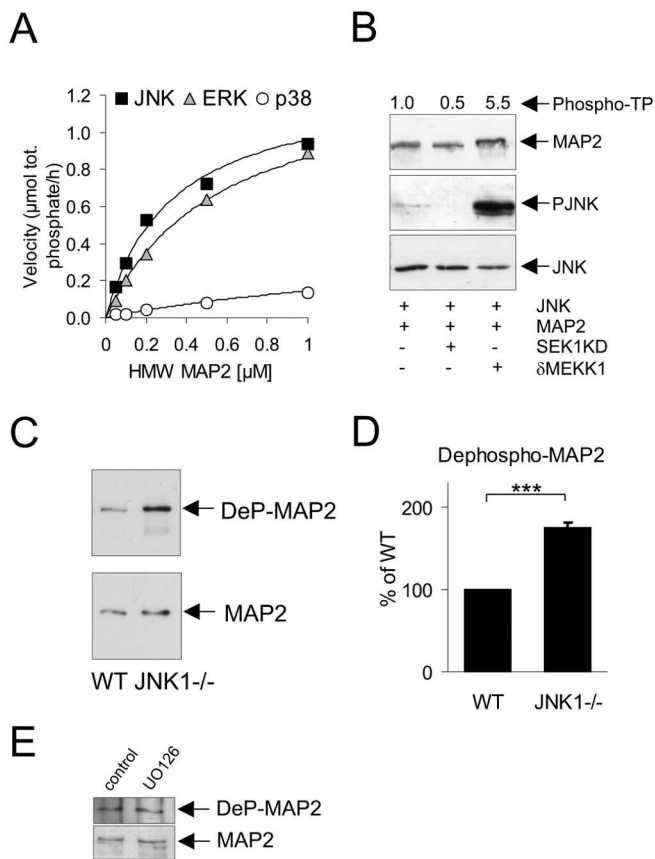 A
JNK ERK p38
Velocity (µmol tot. phosphate/h)
1.2
1.0
0.8
0.6
0.4
0.2
0.0
0 0.2 0.4 0.6 0.8 1
HMW MAP2 [µM]
B
1.0 0.5 5.5 Phospho-TP
MAP2
PJNK
JNK
+ + + JNK
+ + + MAP2
- + - SEK1KD
- - + δMEKK1
C
DeP-MAP2
MAP2
WT JNK1-/-
D
Dephospho-MAP2
***
% of WT
200
100
0
WT JNK1-/-
E
control UO126
DeP-MAP2
MAP2